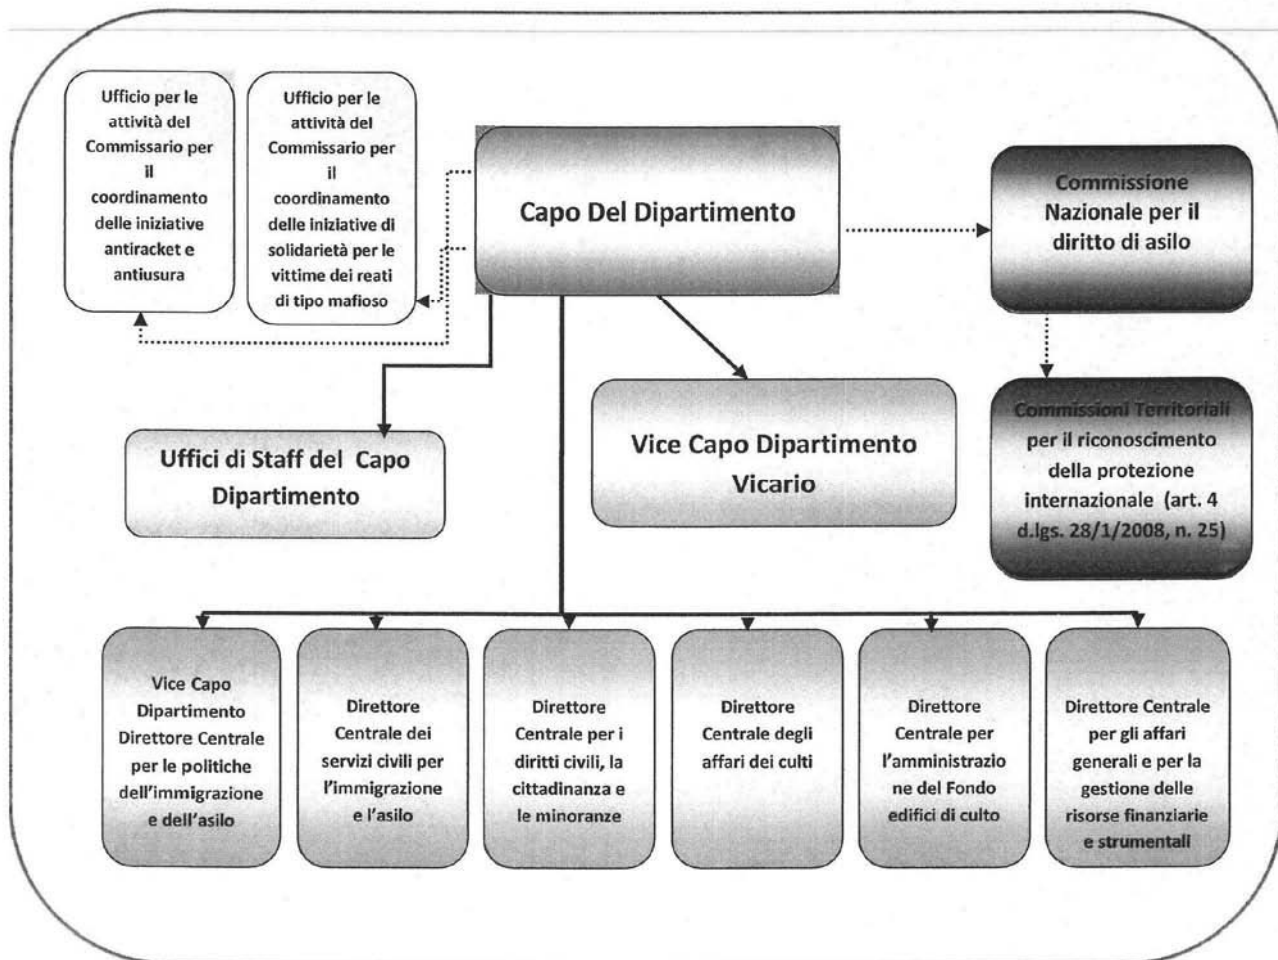 Ufficio per le
attività del
Commissario per
il
coordinamento
delle iniziative
antiracket e
antiusura
Ufficio per le
attività del
Commissario per
il
coordinamento
delle iniziative di
solidarietà per le
vittime dei reati
di tipo mafioso
Capo Del Dipartimento
Commissione
Nazionale per il
diritto di asilo
Uffici di Staff del Capo
Dipartimento
Vice Capo Dipartimento
Vicario
Commissioni Territoriali
per il riconoscimento
della protezione
internazionale (art. 4
d.lgs. 28/1/2008, n. 25)
Vice Capo
Dipartimento
Direttore Centrale
per le politiche
dell'immigrazione
e dell'asilo
Direttore
Centrale dei
servizi civili per
l'immigrazione
e l'asilo
Direttore
Centrale per i
diritti civili, la
cittadinanza e
le minoranze
Direttore
Centrale degli
affari dei culti
Direttore
Centrale per
l'amministrazio
ne del Fondo
edifici di culto
Direttore Centrale
per gli affari
generali e per la
gestione delle
risorse finanziarie
e strumentali